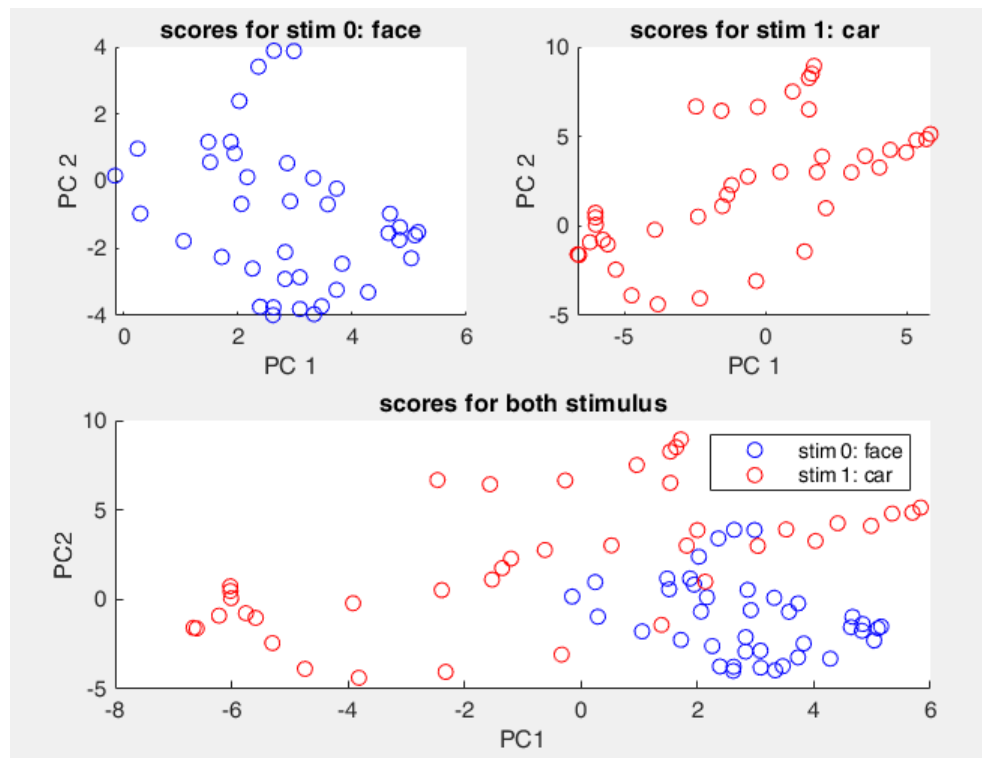 scores for stim 0: face
4
2
0
-2
-4
PC 2
0
2
4
6
PC 1
scores for stim 1: car
10
5
0
-5
PC 2
-5
0
5
PC 1
scores for both stimulus
10
5
0
-5
PC2
stim 0: face
stim 1: car
-8
-6
-4
-2
0
2
4
6
PC1